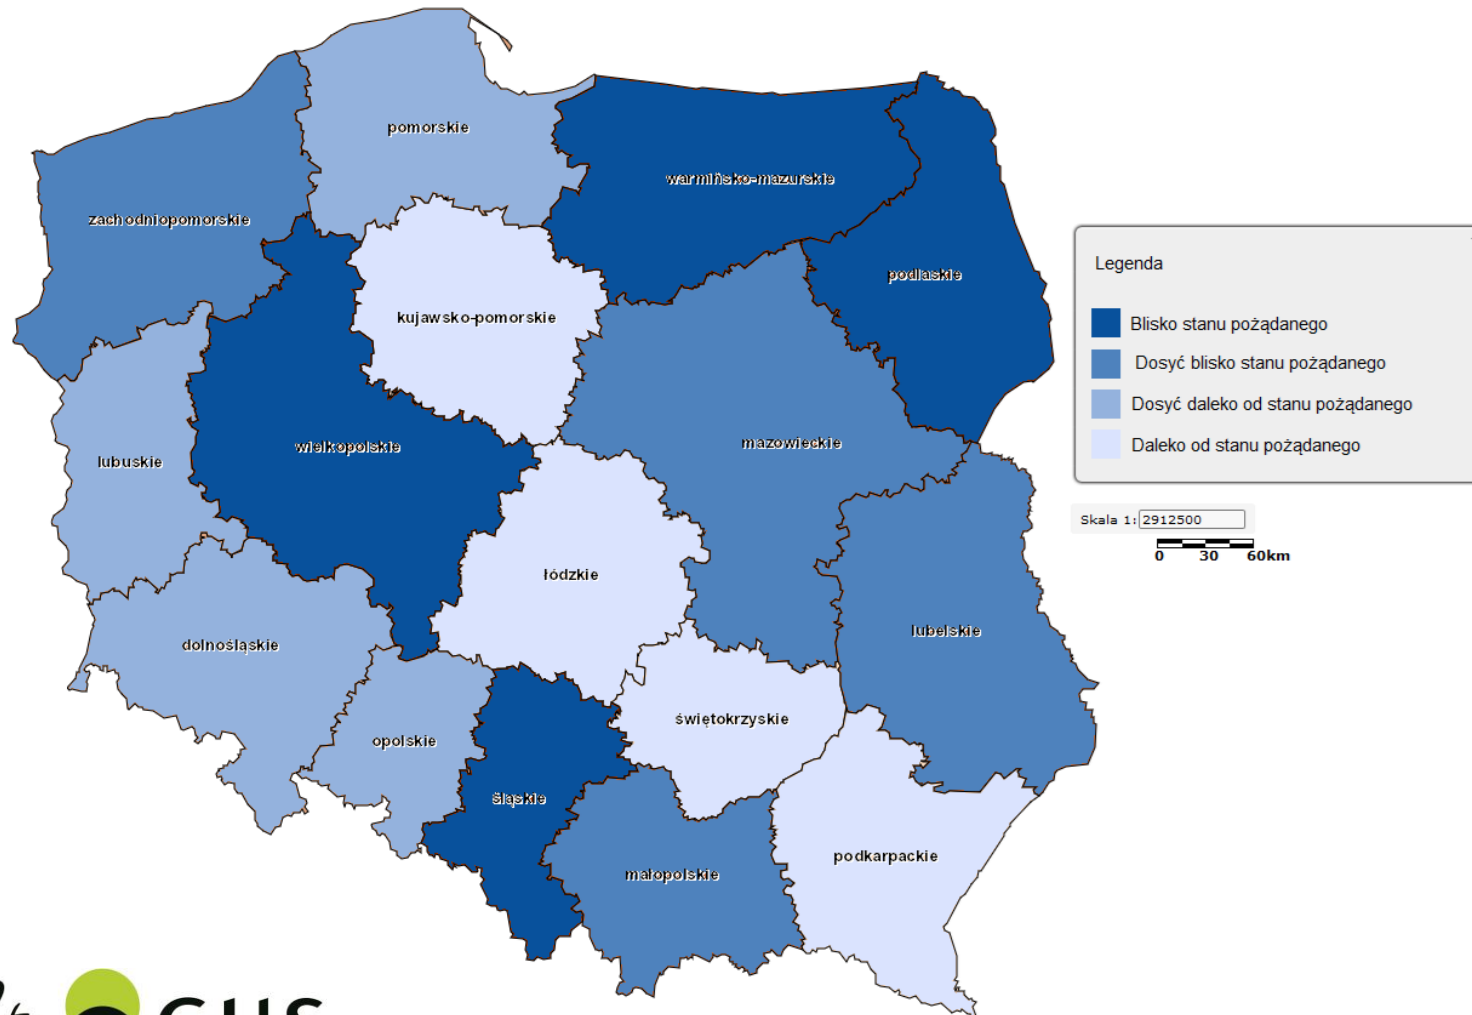 pomorskie
warmińsko-mazurskie
zachodniopomorskie
podlaskie
kujawsko-pomorskie
mazowieckie
wielkopolskie
lubuskie
łódzkie
lubelskie
dolnośląskie
świętokrzyskie
opolskie
śląskie
podkarpackie
małopolskie
Legenda
Blisko stanu pożądanego
Dosyć blisko stanu pożądanego
Dosyć daleko od stanu pożądanego
Daleko od stanu pożądanego
Skala 1: 2912500
0 30 60km